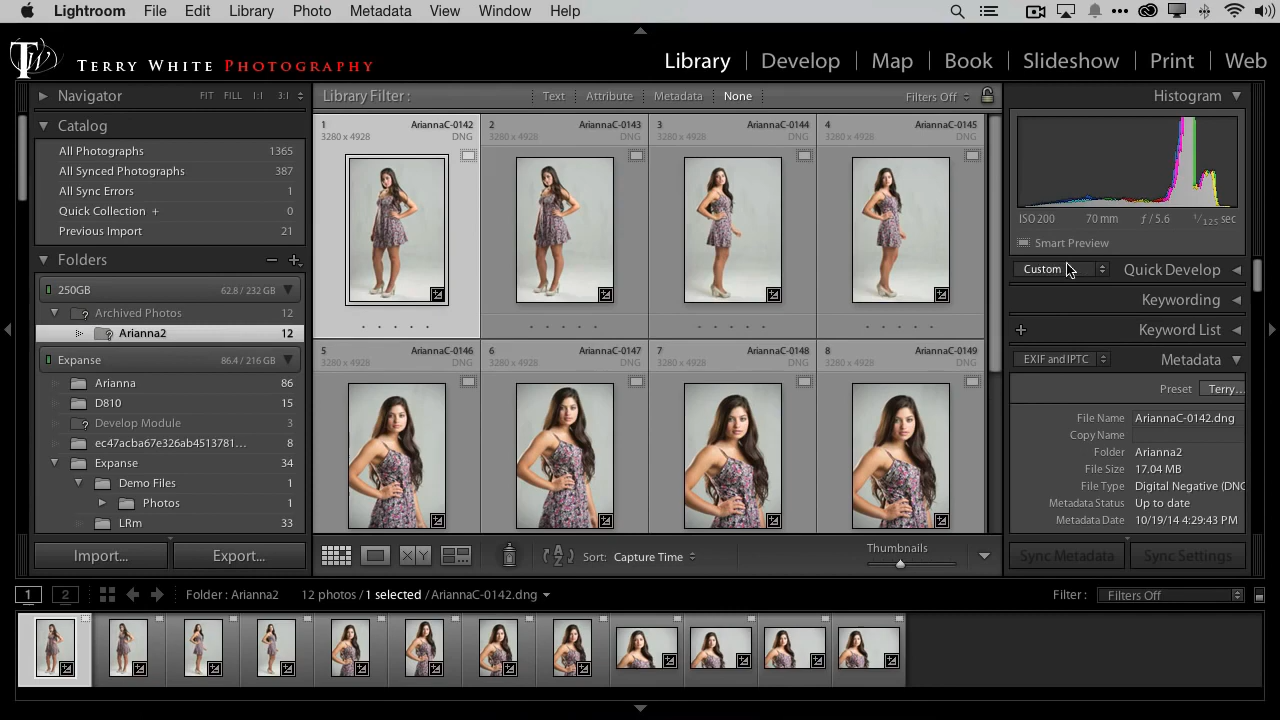 Lightroom File Edit Library Photo Metadata View Window Help
TW TERRY WHITE PHOTOGRAPHY
Library | Develop | Map | Book | Slideshow | Print | Web
Navigator FIT FILL 1:1 3:1
Catalog
All Photographs 1365
All Synced Photographs 387
All Sync Errors 1
Quick Collection + 0
Previous Import 21
Folders
250GB 62.8 / 232 GB
Archived Photos 12
Arianna2 12
Expanse 86.4 / 216 GB
Arianna 86
D810 15
Develop Module 3
ec47acba67e326ab4513781... 8
Expanse 34
Demo Files 1
Photos 1
LRm 33
Import... Export...
Library Filter : Text | Attribute | Metadata | None Filters Off
1 AriannaC-0142 2 AriannaC-0143 3 AriannaC-0144 4 AriannaC-0145
3280 x 4928 DNG 3280 x 4928 DNG 3280 x 4928 DNG 3280 x 4928 DNG
5 AriannaC-0146 6 AriannaC-0147 7 AriannaC-0148 8 AriannaC-0149
3280 x 4928 DNG 3280 x 4928 DNG 3280 x 4928 DNG 3280 x 4928 DNG
X Y A Z Sort: Capture Time Thumbnails
Histogram
ISO 200 70 mm ƒ / 5.6 1/125 sec
Smart Preview
Custom Quick Develop
Keywording
+ Keyword List
EXIF and IPTC Metadata
Preset Terry...
File Name AriannaC-0142.dng
Copy Name
Folder Arianna2
File Size 17.04 MB
File Type Digital Negative (DNG
Metadata Status Up to date
Metadata Date 10/19/14 4:29:43 PM
Sync Metadata Sync Settings
1 2 Folder : Arianna2 12 photos / 1 selected / AriannaC-0142.dng Filter : Filters Off